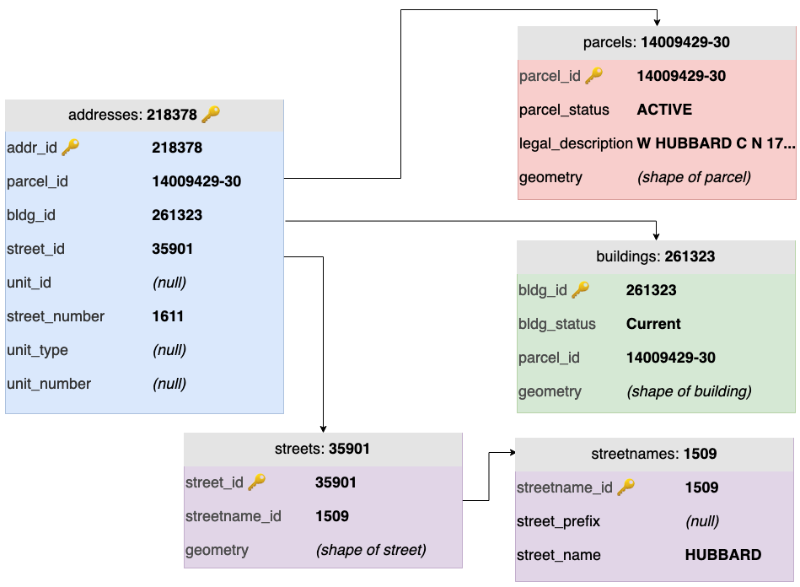 parcels: 14009429-30
parcel_id 14009429-30
parcel_status ACTIVE
legal_description W HUBBARD C N 17...
geometry (shape of parcel)
addresses: 218378
addr_id 218378
parcel_id 14009429-30
bldg_id 261323
street_id 35901
unit_id (null)
street_number 1611
unit_type (null)
unit_number (null)
buildings: 261323
bldg_id 261323
bldg_status Current
parcel_id 14009429-30
geometry (shape of building)
streets: 35901
street_id 35901
streetname_id 1509
geometry (shape of street)
streetnames: 1509
streetname_id 1509
street_prefix (null)
street_name HUBBARD